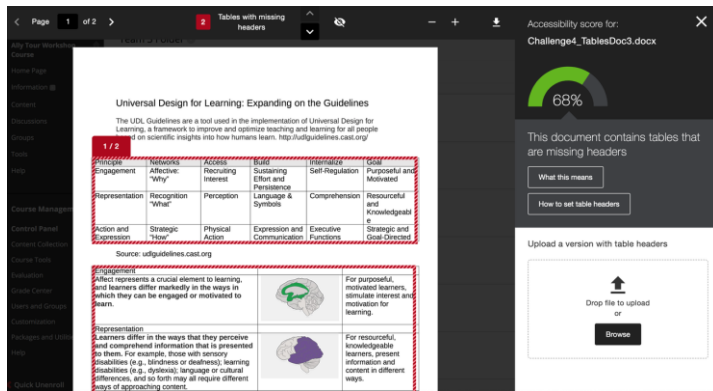 Page 1 of 2
2 Tables with missing headers
Accessibility score for:
Challenge4_TablesDoc3.docx
68%
This document contains tables that
are missing headers
What this means
How to set table headers
Upload a version with table headers
Drop file to upload
or
Browse
Ally Tour Workshop
Course
Home Page
Information
Content
Discussions
Groups
Tools
Help
Course Managem
Control Panel
Content Collection
Course Tools
Evaluation
Grade Center
Users and Groups
Customization
Packages and Utilitie
Help
Quick Unenroll
Universal Design for Learning: Expanding on the Guidelines
The UDL Guidelines are a tool used in the implementation of Universal Design for
Learning, a framework to improve and optimize teaching and learning for all people
on scientific insights into how humans learn. http://udlguidelines.cast.org/
1 / 2
Principle Networks Access Build Internalize Goal
Engagement Affective: "Why" Recruiting Interest Sustaining Effort and Persistence Self-Regulation Purposeful and Motivated
Representation Recognition "What" Perception Language & Symbols Comprehension Resourceful and Knowledgeable
Action and Expression Strategic "How" Physical Action Expression and Communication Executive Functions Strategic and Goal-Directed
Source: udlguidelines.cast.org
Engagement
Affect represents a crucial element to learning,
and learners differ markedly in the ways in
which they can be engaged or motivated to
learn.
For purposeful,
motivated learners,
stimulate interest and
motivation for
learning.
Representation
Learners differ in the ways that they perceive
and comprehend information that is presented
to them. For example, those with sensory
disabilities (e.g., blindness or deafness); learning
disabilities (e.g., dyslexia); language or cultural
differences, and so forth may all require different
ways of approaching content.
For resourceful,
knowledgeable
learners, present
information and
content in different
ways.